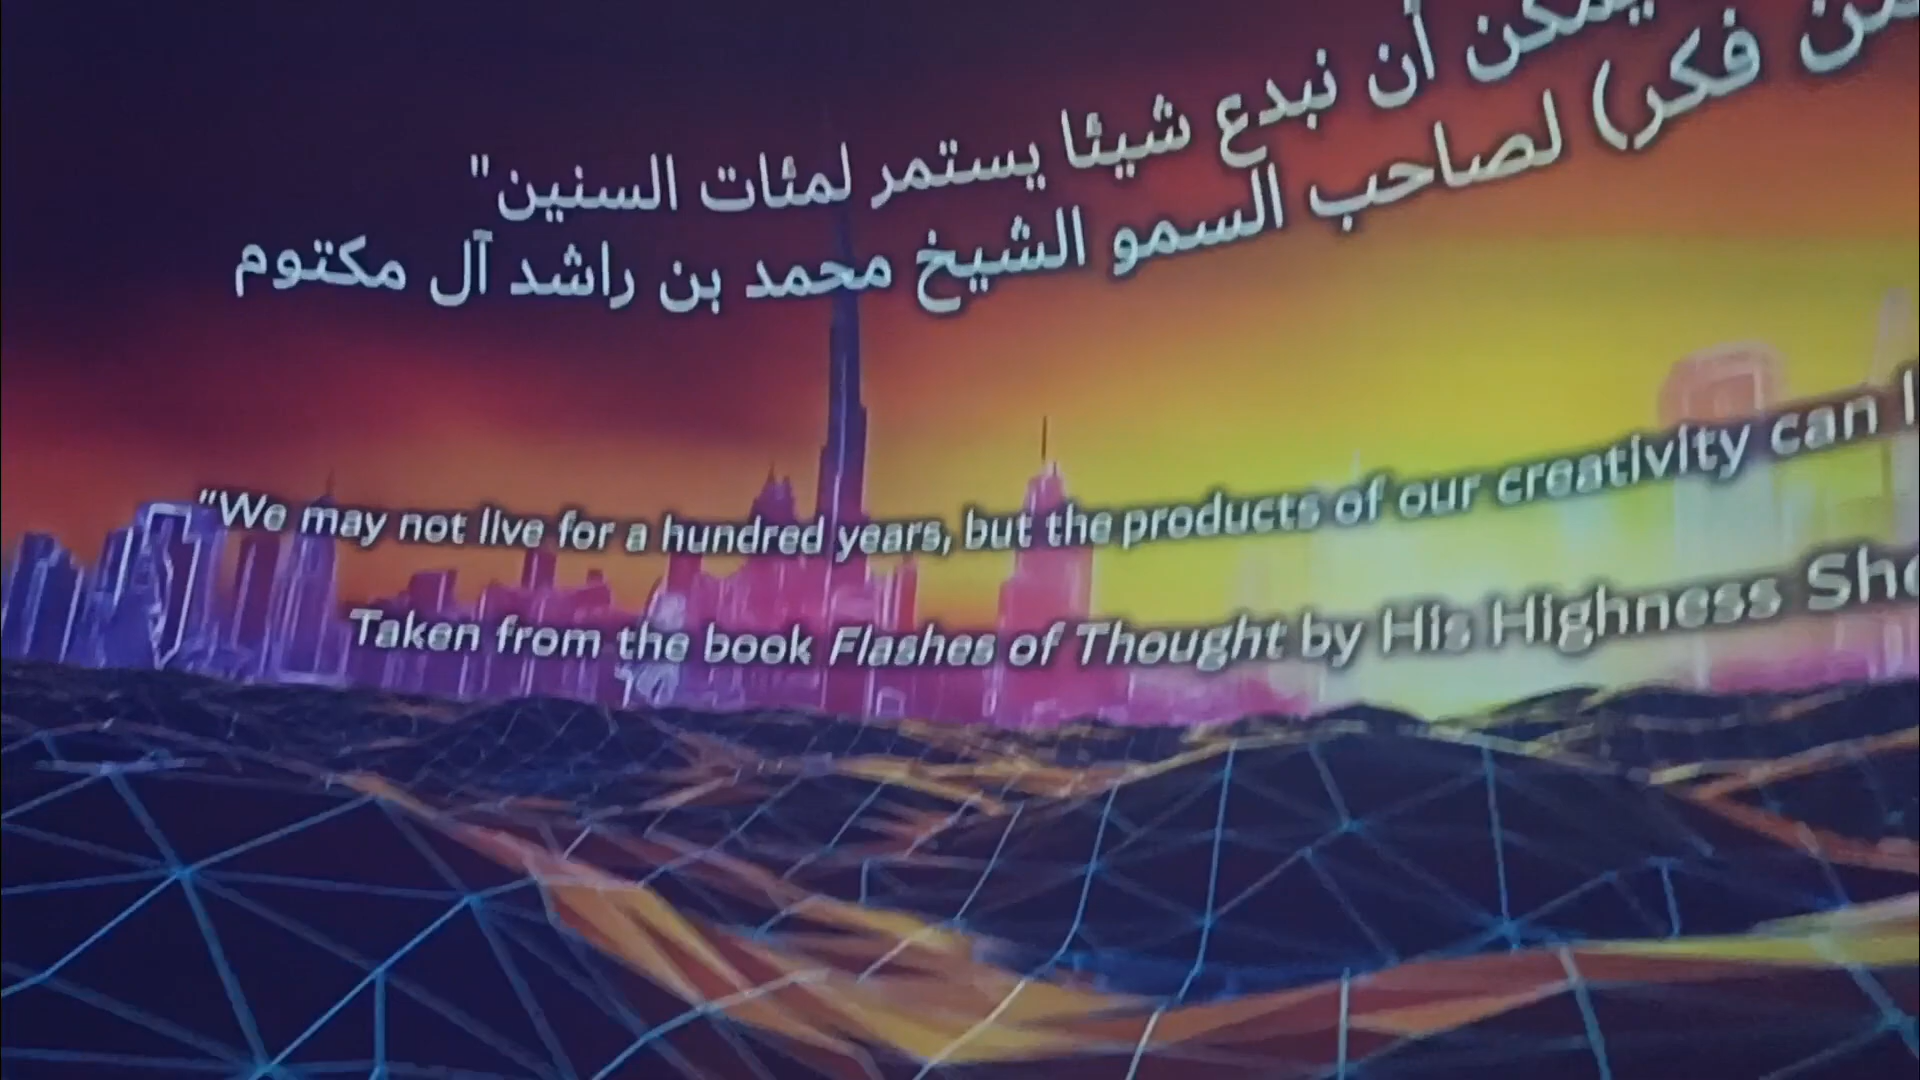 يمكن أن نبدع شيئا يستمر لمئات السنين"
من فكر) لصاحب السمو الشيخ محمد بن راشد آل مكتوم
"We may not live for a hundred years, but the products of our creativity can
Taken from the book Flashes of Thought by His Highness